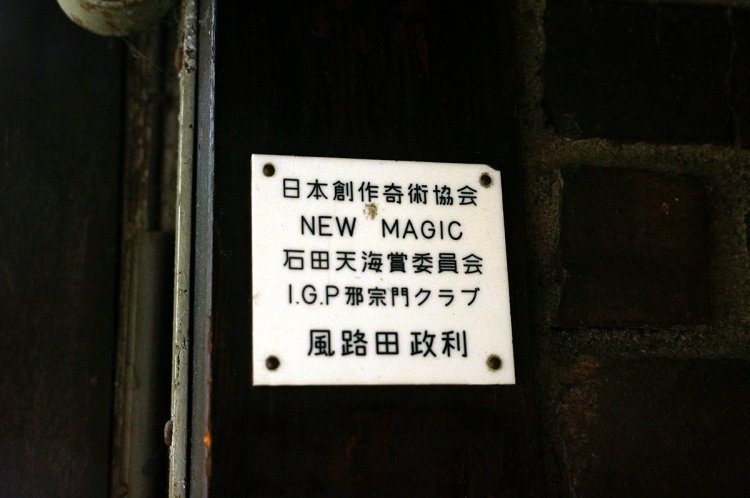 日本創作奇術協会
NEW MAGIC
石田天海賞委員会
I.G.P邪宗門クラブ
風路田政利